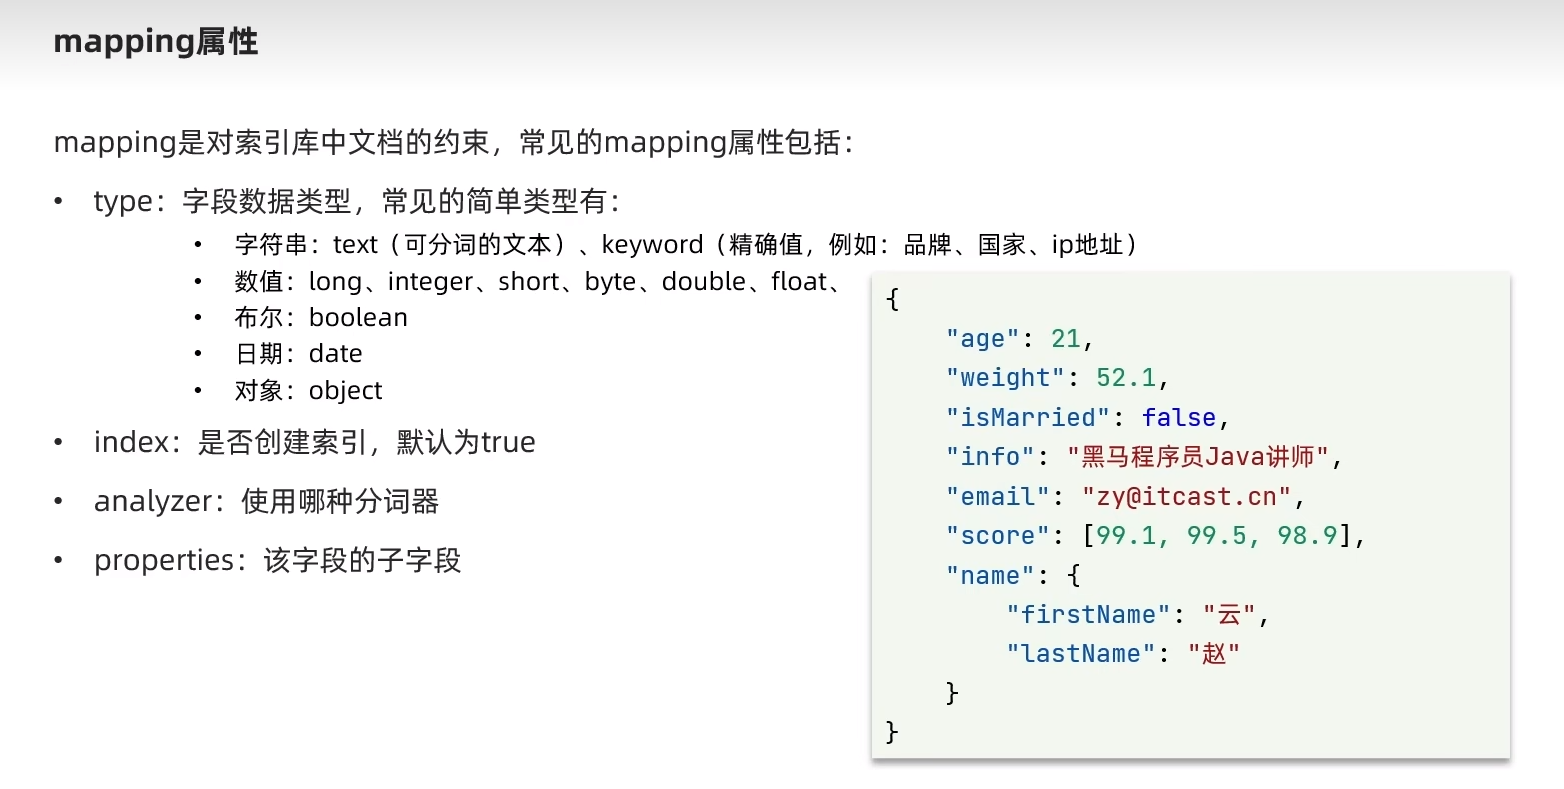 mapping属性
mapping是对索引库中文档的约束，常见的mapping属性包括：
• type：字段数据类型，常见的简单类型有：
• 字符串：text（可分词的文本）、keyword（精确值，例如：品牌、国家、ip地址）
• 数值：long、integer、short、byte、double、float、
• 布尔：boolean
• 日期：date
• 对象：object
• index：是否创建索引，默认为true
• analyzer：使用哪种分词器
• properties：该字段的子字段
{
"age": 21,
"weight": 52.1,
"isMarried": false,
"info": "黑马程序员Java讲师",
"email": "zy@itcast.cn",
"score": [99.1, 99.5, 98.9],
"name": {
"firstName": "云",
"lastName": "赵"
}
}